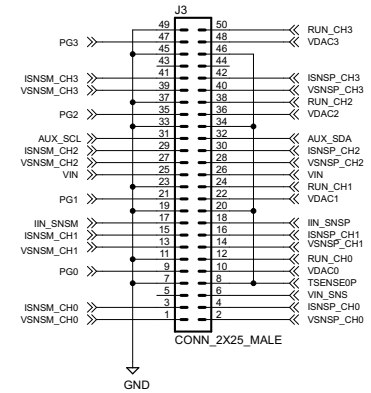 J3
49 50 RUN_CH3
PG3 47 48 VDAC3
45 46
43 44
ISNSM_CH3 41 42 ISNSP_CH3
VSNSM_CH3 39 40 VSNSP_CH3
37 38 RUN_CH2
PG2 35 36 VDAC2
33 34
AUX_SCL 31 32 AUX_SDA
ISNSM_CH2 29 30 ISNSP_CH2
VSNSM_CH2 27 28 VSNSP_CH2
VIN 25 26 VIN
23 24 RUN_CH1
PG1 21 22 VDAC1
19 20
IIN_SNSM 17 18 IIN_SNSP
ISNSM_CH1 15 16 ISNSP_CH1
VSNSM_CH1 13 14 VSNSP_CH1
11 12 RUN_CH0
PG0 9 10 VDAC0
7 8 TSENSE0P
5 6 VIN_SNS
ISNSM_CH0 3 4 ISNSP_CH0
VSNSM_CH0 1 2 VSNSP_CH0
CONN_2X25_MALE
GND